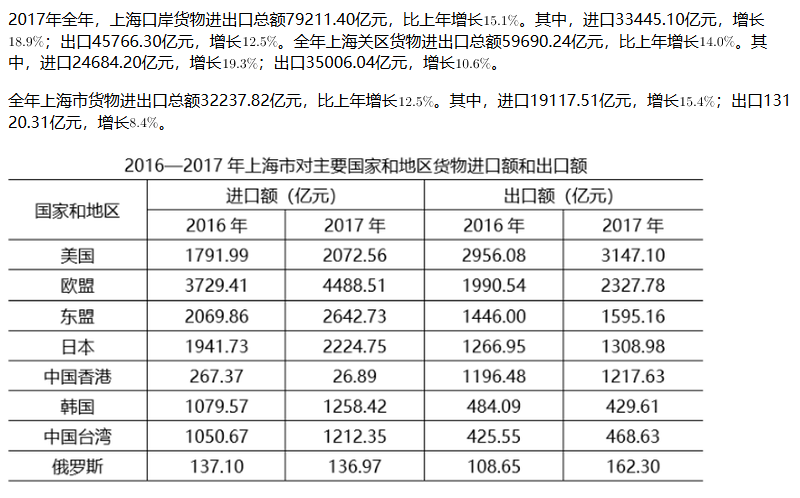 2017年全年，上海口岸货物进出口总额79211.40亿元，比上年增长15.1%。其中，进口33445.10亿元，增长
18.9%；出口45766.30亿元，增长12.5%。全年上海关区货物进出口总额59690.24亿元，比上年增长14.0%。其
中，进口24684.20亿元，增长19.3%；出口35006.04亿元，增长10.6%。
全年上海市货物进出口总额32237.82亿元，比上年增长12.5%。其中，进口19117.51亿元，增长15.4%；出口131
20.31亿元，增长8.4%。
2016—2017 年上海市对主要国家和地区货物进口额和出口额
国家和地区 进口额（亿元） 出口额（亿元）
2016 年 2017 年 2016 年 2017 年
美国 1791.99 2072.56 2956.08 3147.10
欧盟 3729.41 4488.51 1990.54 2327.78
东盟 2069.86 2642.73 1446.00 1595.16
日本 1941.73 2224.75 1266.95 1308.98
中国香港 267.37 26.89 1196.48 1217.63
韩国 1079.57 1258.42 484.09 429.61
中国台湾 1050.67 1212.35 425.55 468.63
俄罗斯 137.10 136.97 108.65 162.30